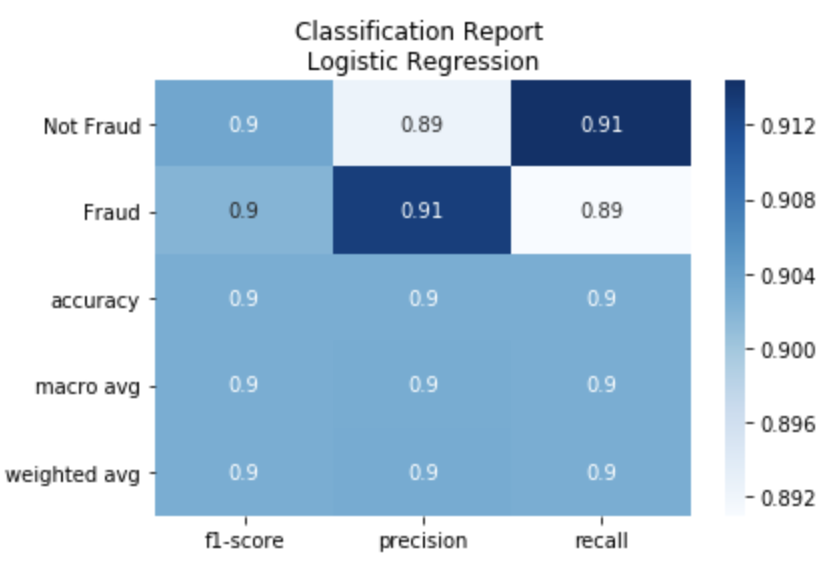 Classification Report
Logistic Regression
Not Fraud 0.9 0.89 0.91
Fraud 0.9 0.91 0.89
accuracy 0.9 0.9 0.9
macro avg 0.9 0.9 0.9
weighted avg 0.9 0.9 0.9
f1-score precision recall
0.912
0.908
0.904
0.900
0.896
0.892